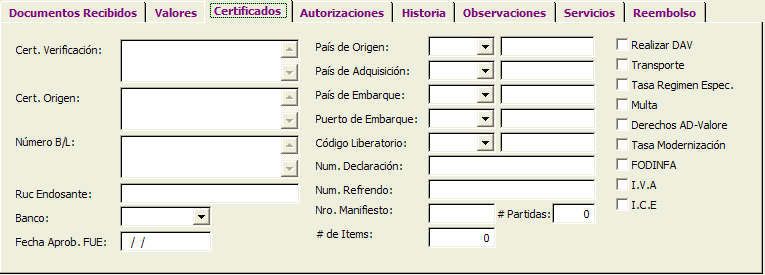 Documentos Recibidos Valores Certificados Autorizaciones Historia Observaciones Servicios Reembolso
Cert. Verificación:
Cert. Origen:
Número B/L:
Ruc Endosante:
Banco:
Fecha Aprob. FUE: / /
País de Origen:
País de Adquisición:
País de Embarque:
Puerto de Embarque:
Código Liberatorio:
Num. Declaración:
Num. Refrendo:
Nro. Manifiesto: # Partidas: 0
# de Items: 0
Realizar DAV
Transporte
Tasa Regimen Espec.
Multa
Derechos AD-Valore
Tasa Modernización
FODINFA
I.V.A
I.C.E